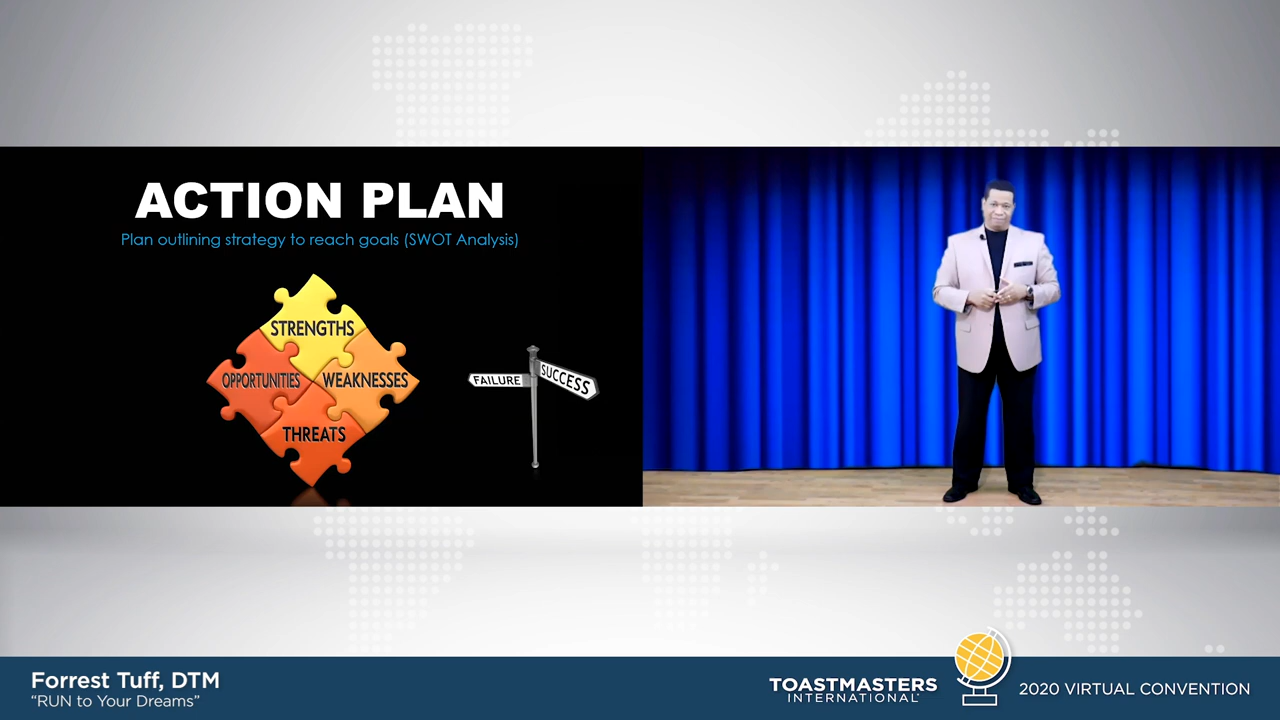 ACTION PLAN
Plan outlining strategy to reach goals (SWOT Analysis)
STRENGTHS
OPPORTUNITIES
WEAKNESSES
THREATS
FAILURE
SUCCESS
Forrest Tuff, DTM
“RUN to Your Dreams”
TOASTMASTERS
INTERNATIONAL
2020 VIRTUAL CONVENTION